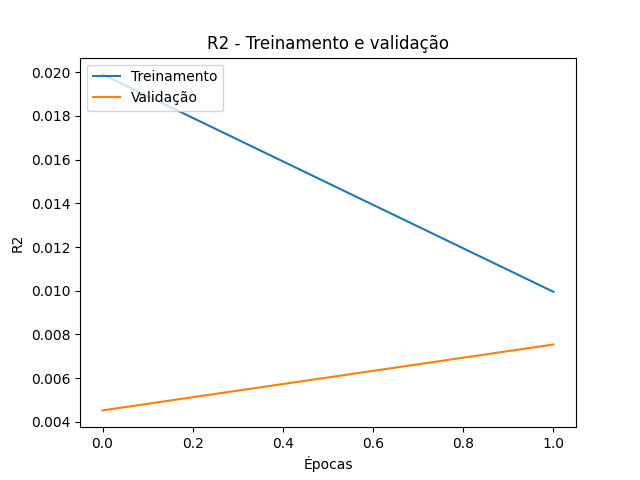 R2 - Treinamento e validação
Treinamento
Validação
0.020
0.018
0.016
0.014
0.012
0.010
0.008
0.006
0.004
R2
0.0 0.2 0.4 0.6 0.8 1.0
Épocas